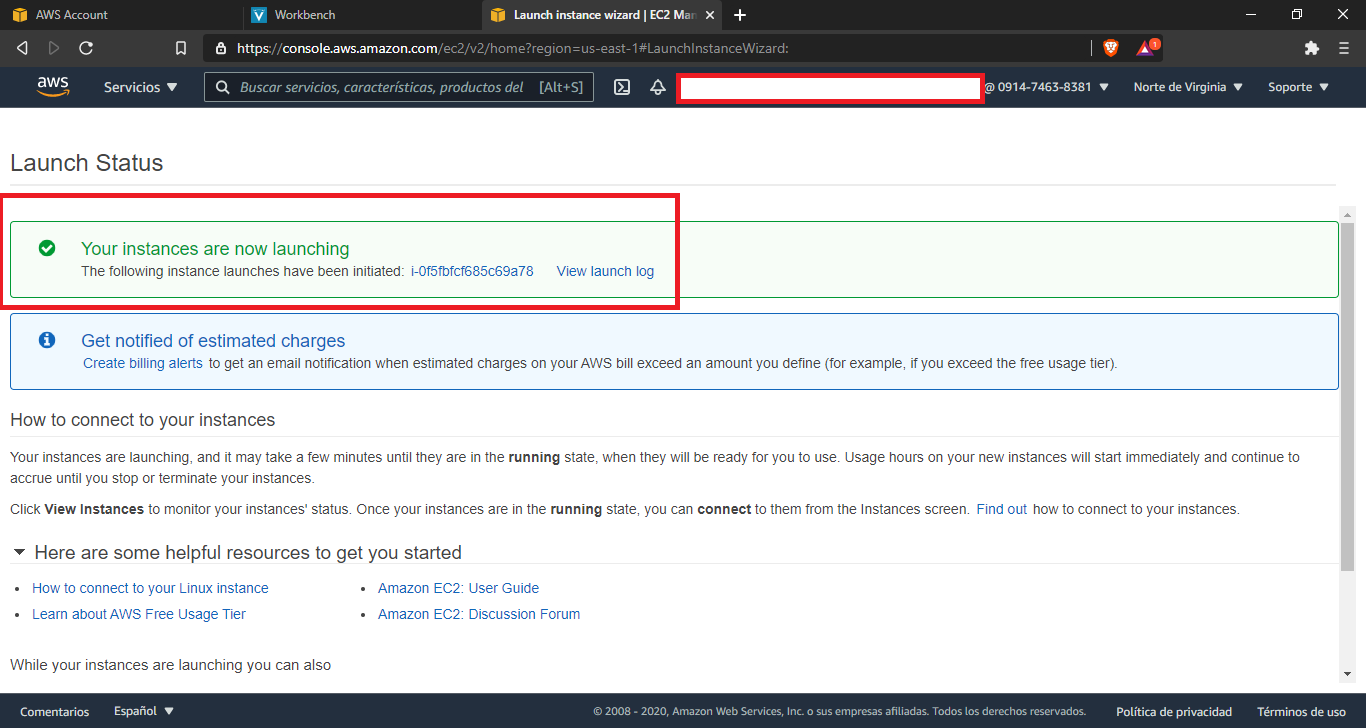 AWS Account
Workbench
Launch instance wizard | EC2 Man
https://console.aws.amazon.com/ec2/v2/home?region=us-east-1#LaunchInstanceWizard:
1
aws
Servicios
Buscar servicios, características, productos del [Alt+S]
@ 0914-7463-8381
Norte de Virginia
Soporte
Launch Status
Your instances are now launching
The following instance launches have been initiated: i-0f5fbfcf685c69a78 View launch log
Get notified of estimated charges
Create billing alerts to get an email notification when estimated charges on your AWS bill exceed an amount you define (for example, if you exceed the free usage tier).
How to connect to your instances
Your instances are launching, and it may take a few minutes until they are in the running state, when they will be ready for you to use. Usage hours on your new instances will start immediately and continue to
accrue until you stop or terminate your instances.
Click View Instances to monitor your instances' status. Once your instances are in the running state, you can connect to them from the Instances screen. Find out how to connect to your instances.
Here are some helpful resources to get you started
• How to connect to your Linux instance
• Amazon EC2: User Guide
• Learn about AWS Free Usage Tier
• Amazon EC2: Discussion Forum
While your instances are launching you can also
Comentarios
Español
© 2008 - 2020, Amazon Web Services, Inc. o sus empresas afiliadas. Todos los derechos reservados.
Política de privacidad
Términos de uso